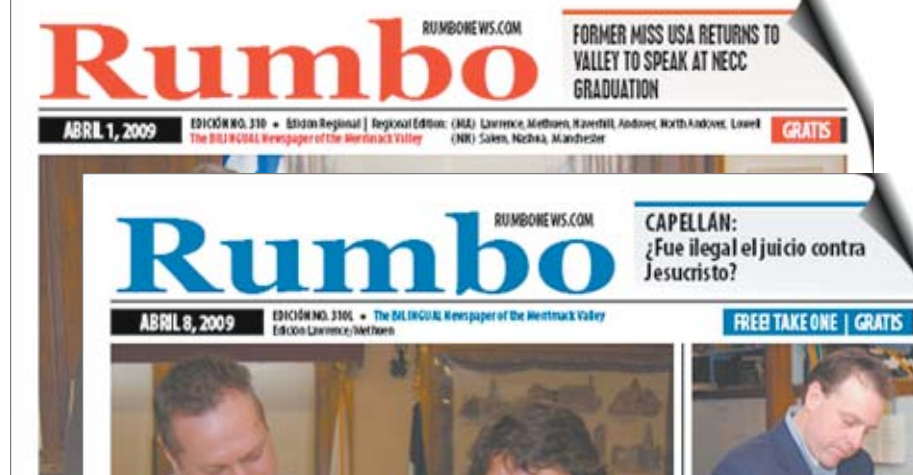 RUMBONEWS.COM
Rumbo
FORMER MISS USA RETURNS TO
VALLEY TO SPEAK AT NECC
GRADUATION
ABRIL 1, 2009
EDICIÓN NO. 310 • Edición Regional | Regional Edition: (MA) Lawrence, Methuen, Haverhill, Andover, North Andover, Lowell
The BILINGUAL Newspaper of the Merrimack Valley (NH) Salem, Nashua, Manchester
GRATIS
RUMBONEWS.COM
Rumbo
CAPELLÁN:
¿Fue ilegal el juicio contra
Jesucristo?
ABRIL 8, 2009
EDICIÓN NO. 310L • The BILINGUAL Newspaper of the Merrimack Valley
Edición Lawrence/Methuen
FREE! TAKE ONE | GRATIS